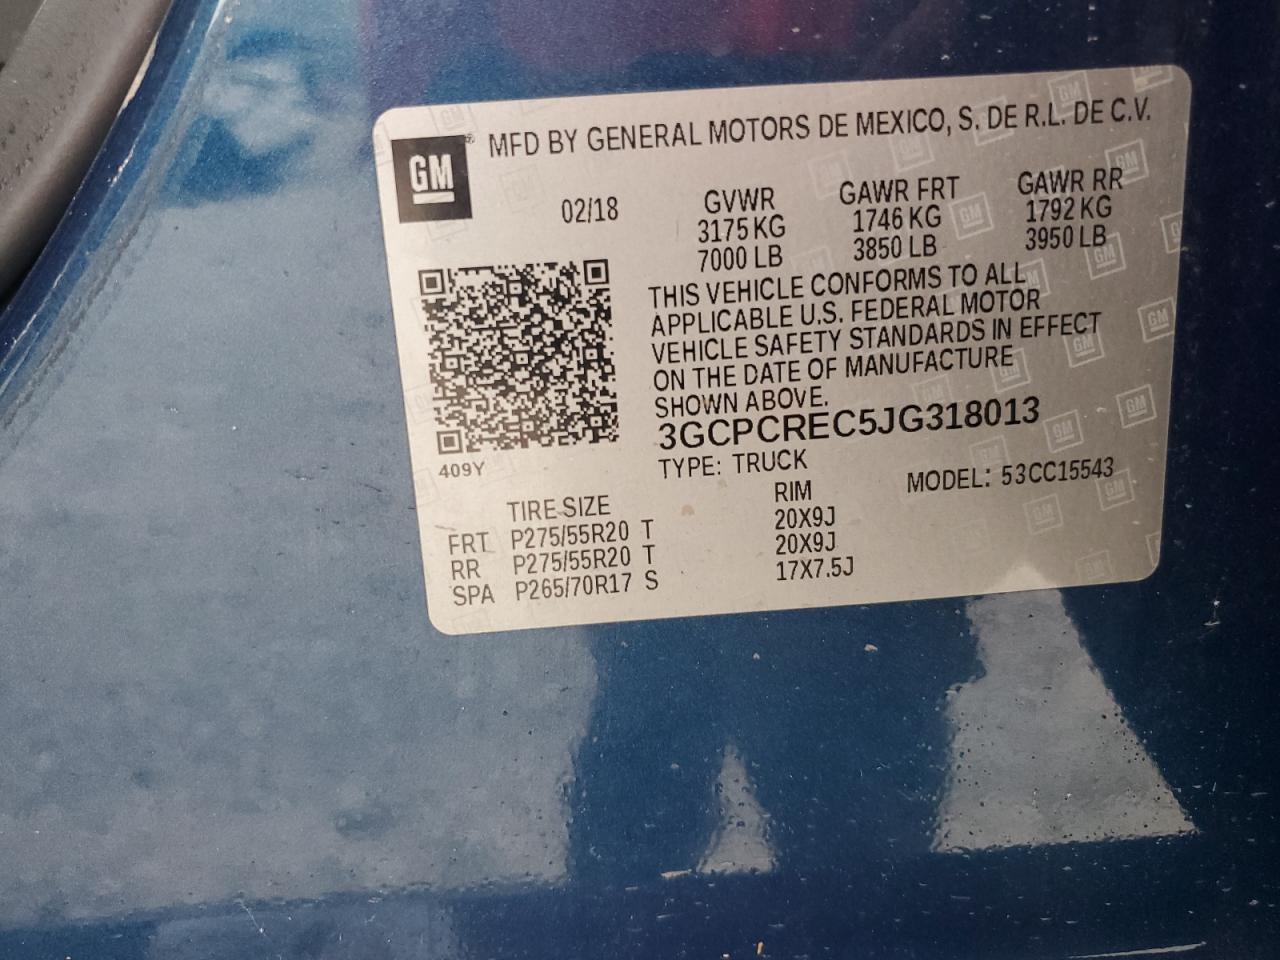 GM® MFD BY GENERAL MOTORS DE MEXICO, S. DE R.L. DE C.V.
02/18 GVWR GAWR FRT GAWR RR
3175 KG 1746 KG 1792 KG
7000 LB 3850 LB 3950 LB
THIS VEHICLE CONFORMS TO ALL
APPLICABLE U.S. FEDERAL MOTOR
VEHICLE SAFETY STANDARDS IN EFFECT
ON THE DATE OF MANUFACTURE
SHOWN ABOVE.
3GCPCREC5JG318013
409Y
TYPE: TRUCK
MODEL: 53CC15543
TIRE SIZE RIM
FRT P275/55R20 T 20X9J
RR P275/55R20 T 20X9J
SPA P265/70R17 S 17X7.5J